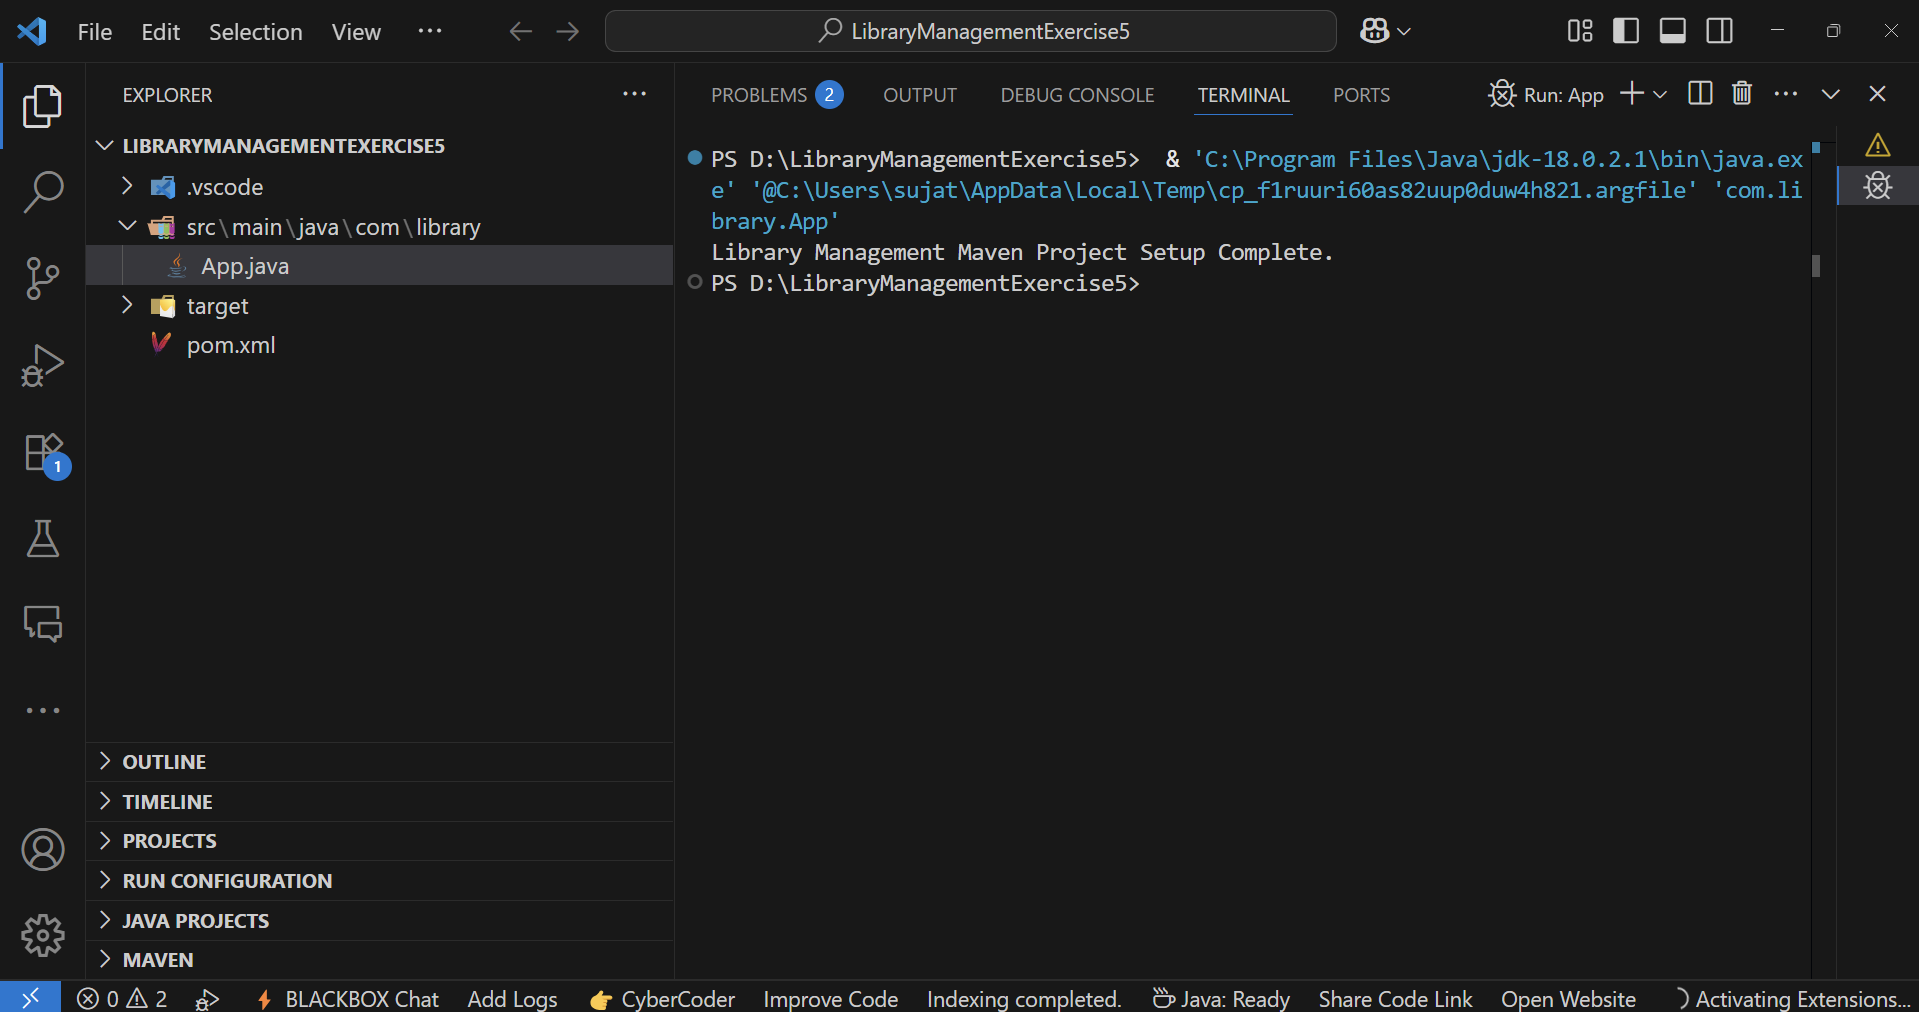 File Edit Selection View ··· LibraryManagementExercise5
EXPLORER
LIBRARYMANAGEMENTEXERCISE5
.vscode
src\main\java\com\library
App.java
target
pom.xml
OUTLINE
TIMELINE
PROJECTS
RUN CONFIGURATION
JAVA PROJECTS
MAVEN
1
PROBLEMS 2 OUTPUT DEBUG CONSOLE TERMINAL PORTS Run: App
PS D:\LibraryManagementExercise5>  & 'C:\Program Files\Java\jdk-18.0.2.1\bin\java.ex
e' '@C:\Users\sujat\AppData\Local\Temp\cp_f1ruuri60as82uup0duw4h821.argfile' 'com.li
brary.App'
Library Management Maven Project Setup Complete.
PS D:\LibraryManagementExercise5>
0 2 BLACKBOX Chat Add Logs CyberCoder Improve Code Indexing completed. Java: Ready Share Code Link Open Website Activating Extensions...